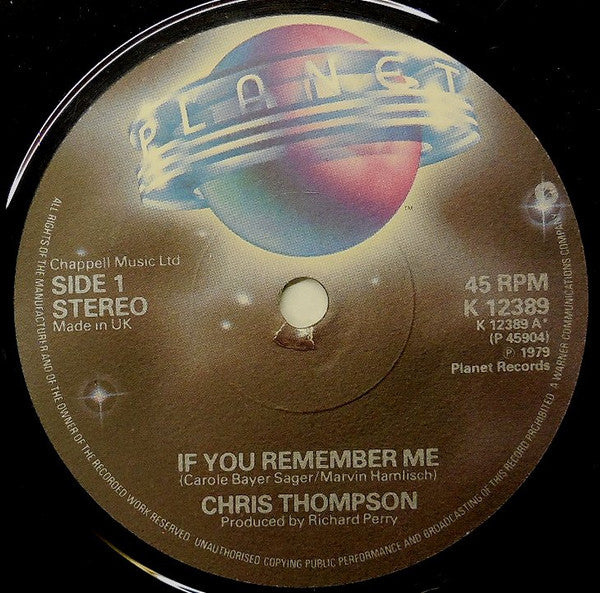 PLANET
™
Chappell Music Ltd
SIDE 1
STEREO
Made in UK
45 RPM
K 12389
K 12389 A*
(P 45904)
℗ 1979
Planet Records
IF YOU REMEMBER ME
(Carole Bayer Sager/Marvin Hamlisch)
CHRIS THOMPSON
Produced by Richard Perry
ALL RIGHTS OF THE MANUFACTURER AND OF THE OWNER OF THE RECORDED WORK RESERVED. UNAUTHORISED COPYING PUBLIC PERFORMANCE AND BROADCASTING OF THIS RECORD PROHIBITED. A WARNER COMMUNICATIONS COMPANY